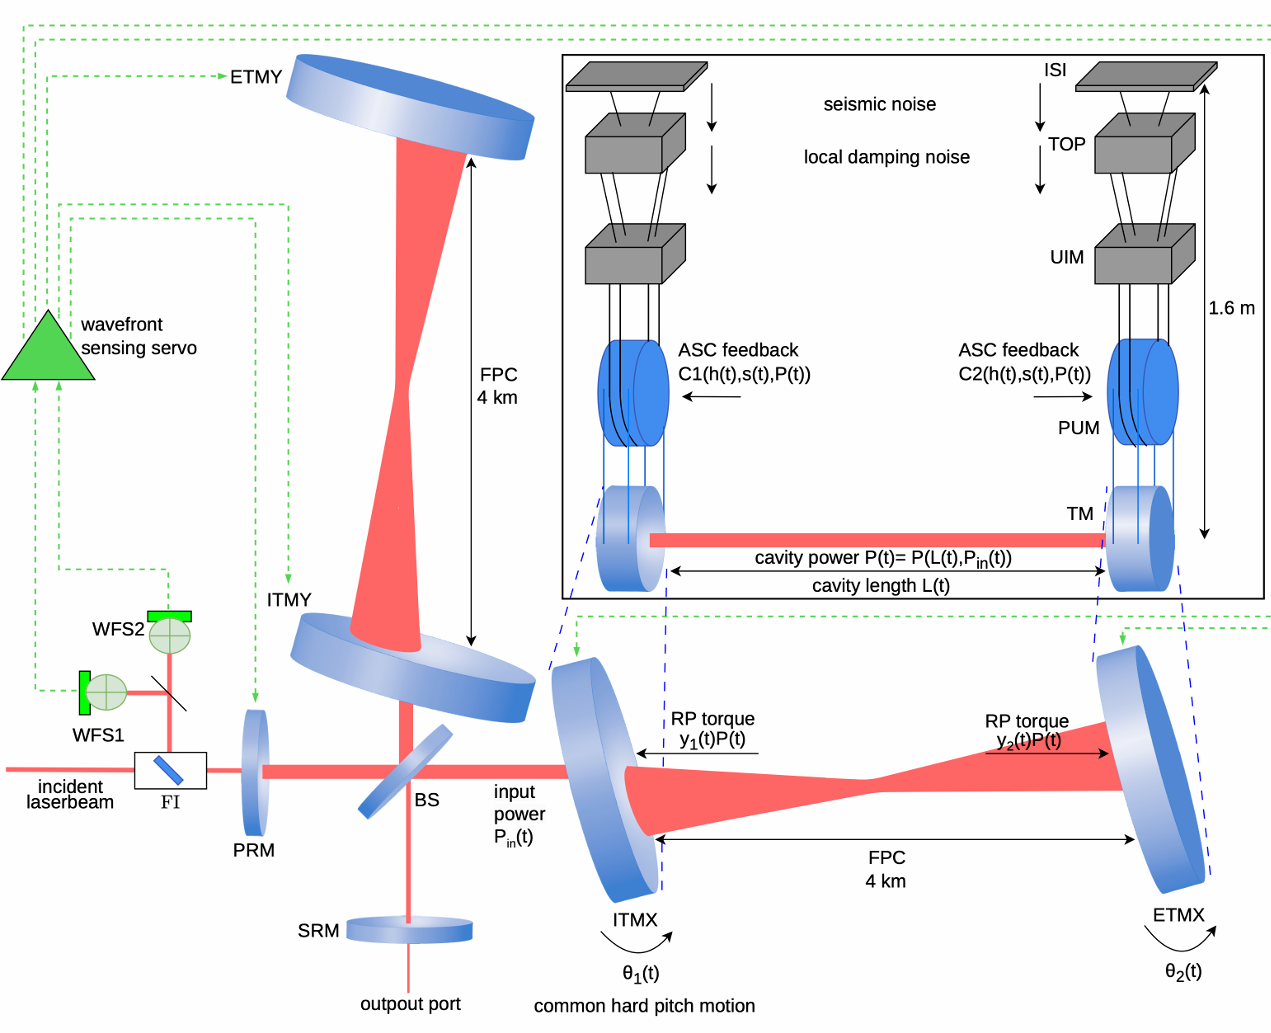 ETMY
ISI
seismic noise
TOP
local damping noise
UIM
1.6 m
wavefront
sensing servo
ASC feedback
C1(h(t),s(t),P(t))
ASC feedback
C2(h(t),s(t),P(t))
FPC
4 km
PUM
TM
cavity power P(t)= P(L(t),Pin(t))
cavity length L(t)
ITMY
WFS2
WFS1
RP torque
y1(t)P(t)
RP torque
y2(t)P(t)
incident
laserbeam
FI
PRM
BS
input
power
Pin(t)
FPC
4 km
SRM
ITMX
ETMX
θ1(t)
θ2(t)
outpout port
common hard pitch motion